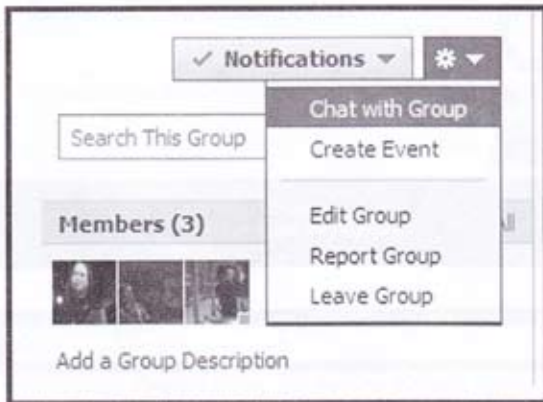 Notifications
Search This Group
Chat with Group
Create Event
Members (3)
Edit Group
Report Group
Leave Group
Add a Group Description